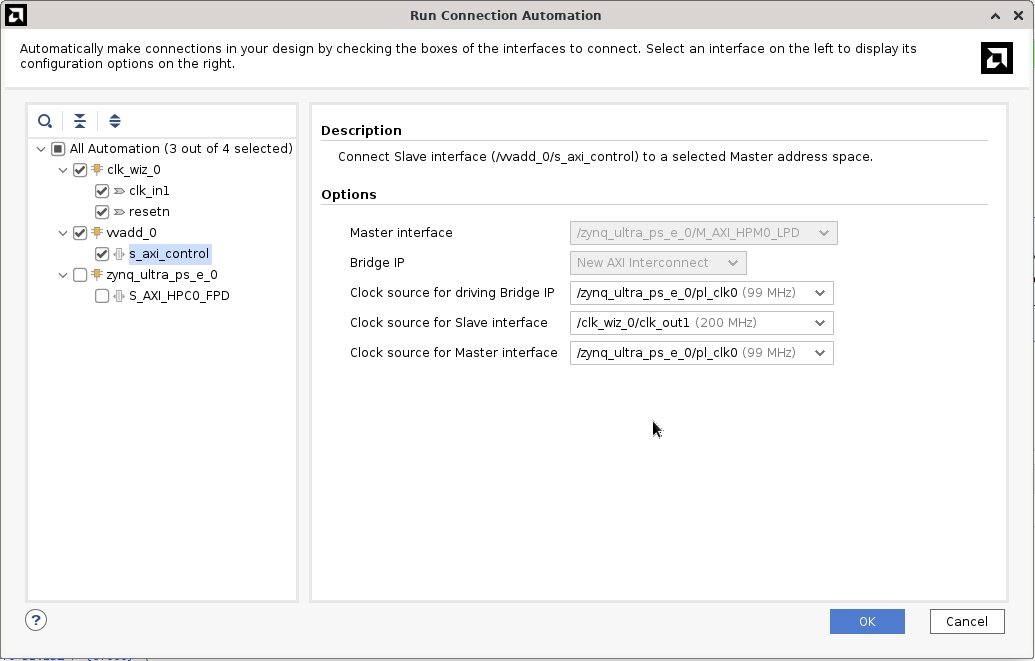 Run Connection Automation
Automatically make connections in your design by checking the boxes of the interfaces to connect. Select an interface on the left to display its
configuration options on the right.
All Automation (3 out of 4 selected)
clk_wiz_0
clk_in1
resetn
vvadd_0
s_axi_control
zynq_ultra_ps_e_0
S_AXI_HPC0_FPD
Description
Connect Slave interface (/vvadd_0/s_axi_control) to a selected Master address space.
Options
Master interface /zynq_ultra_ps_e_0/M_AXI_HPM0_LPD
Bridge IP New AXI Interconnect
Clock source for driving Bridge IP /zynq_ultra_ps_e_0/pl_clk0 (99 MHz)
Clock source for Slave interface /clk_wiz_0/clk_out1 (200 MHz)
Clock source for Master interface /zynq_ultra_ps_e_0/pl_clk0 (99 MHz)
?
OK Cancel